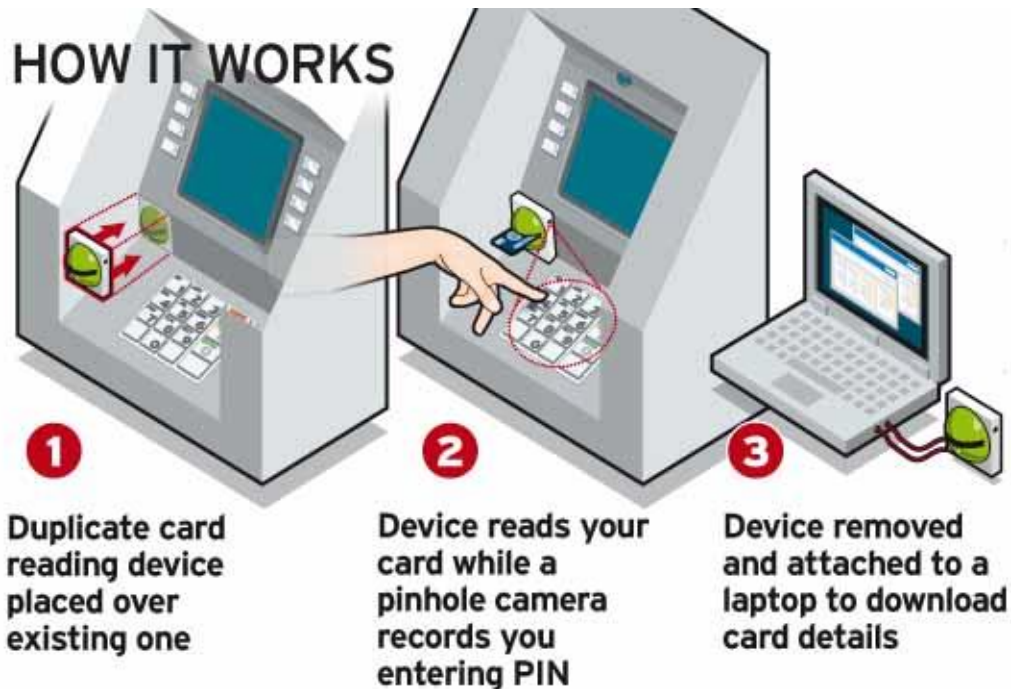 HOW IT WORKS
1
Duplicate card
reading device
placed over
existing one
2
Device reads your
card while a
pinhole camera
records you
entering PIN
3
Device removed
and attached to a
laptop to download
card details